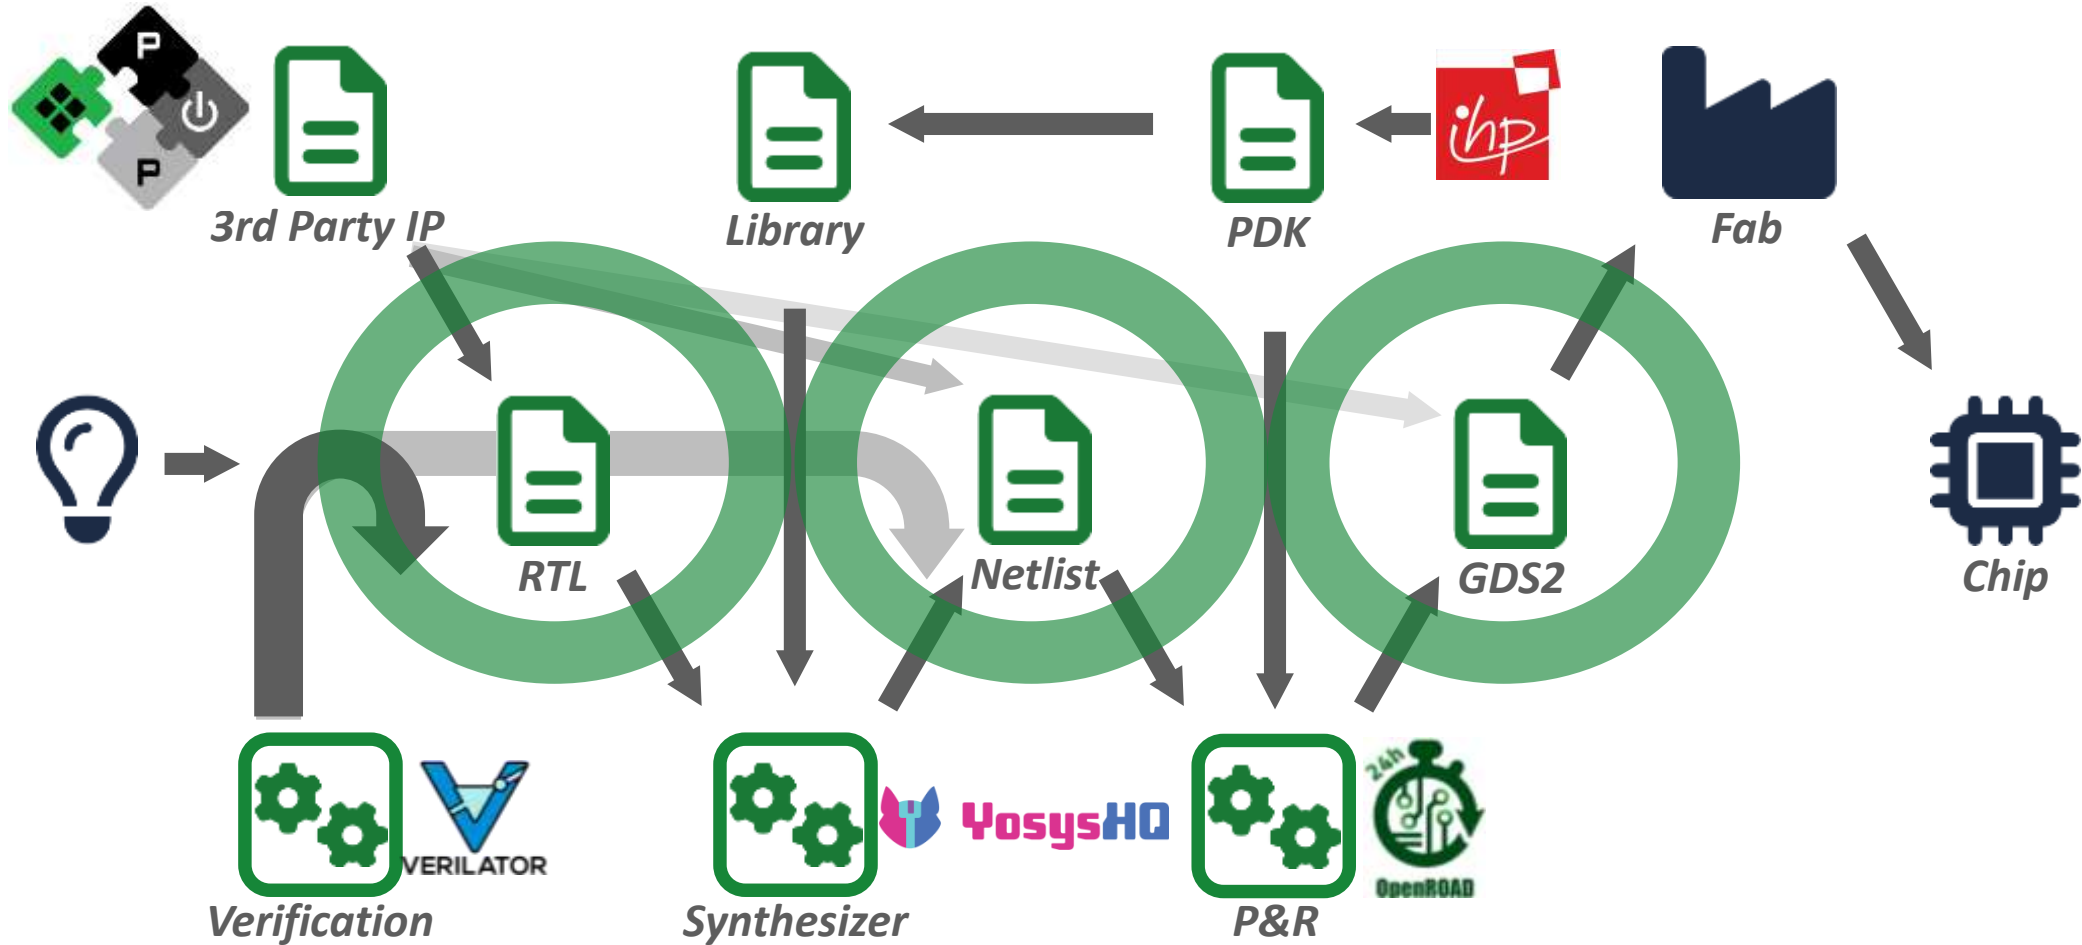 P
P
ihp
3rd Party IP
Library
PDK
Fab
RTL
Netlist
GDS2
Chip
VERILATOR
YosysHQ
24h
OpenROAD
Verification
Synthesizer
P&R